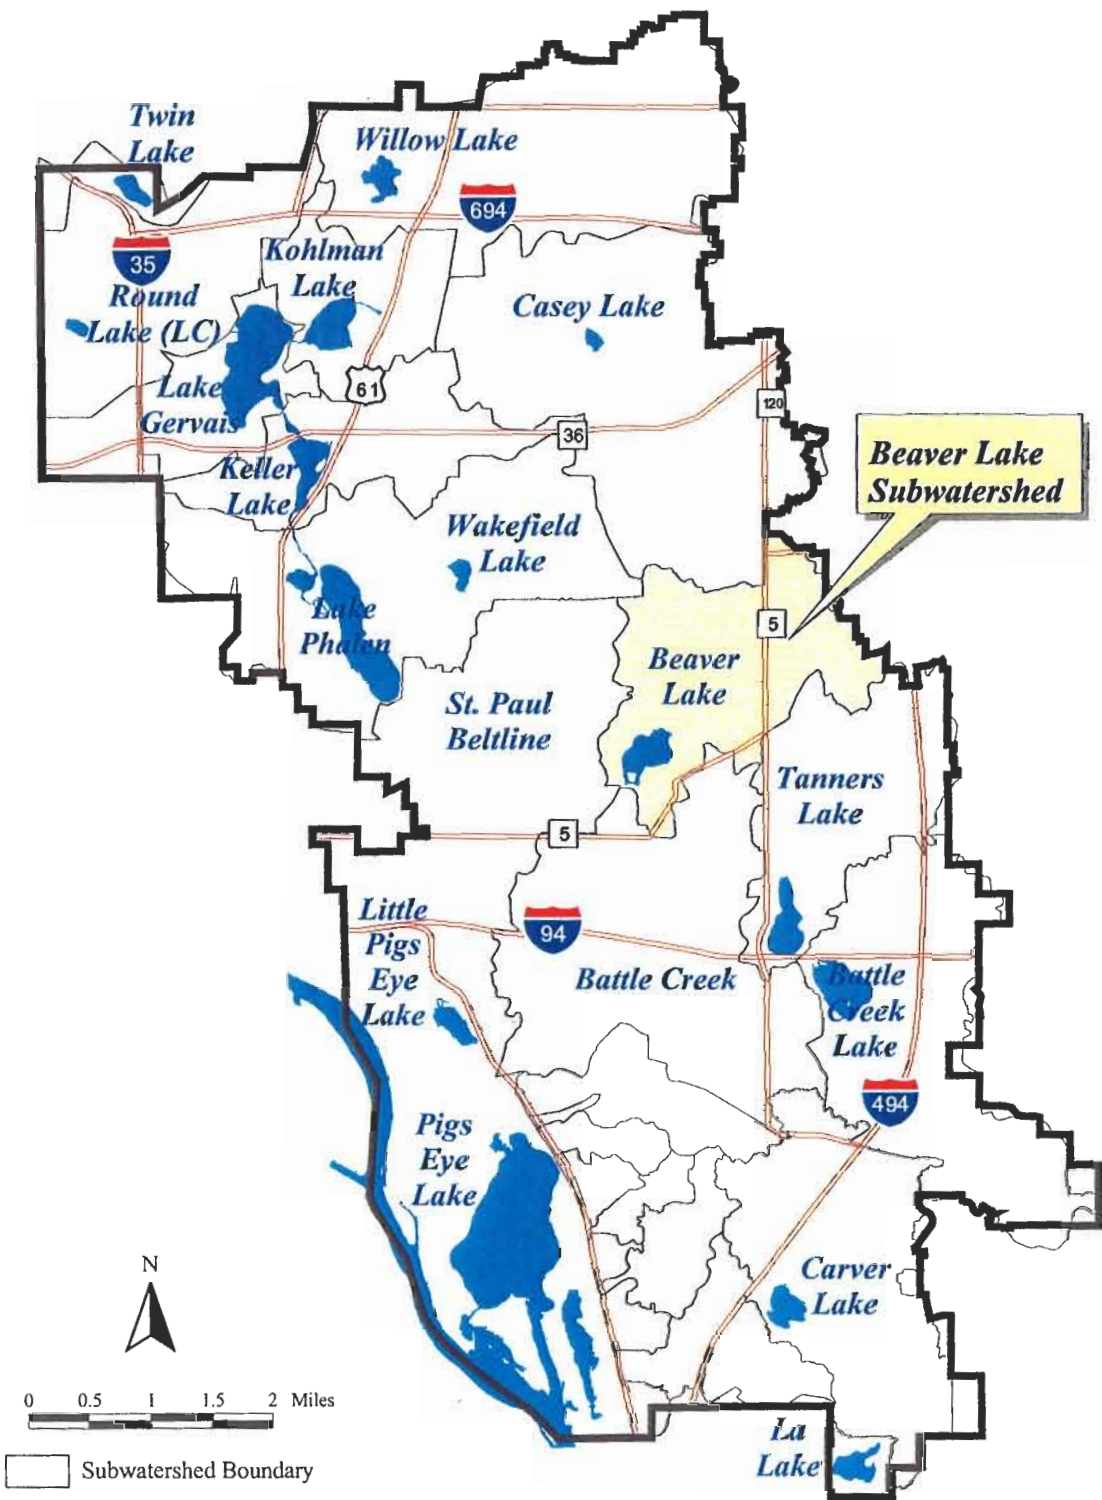 Twin
Lake
Willow Lake
694
Kohlman
Lake
35
Round
Lake (LC)
Casey Lake
Lake
Gervais
61
120
36
Keller
Lake
Beaver Lake
Subwatershed
Wakefield
Lake
Lake
Phalen
5
Beaver
Lake
St. Paul
Beltline
Tanners
Lake
5
Little
Pigs
Eye
Lake
94
Battle Creek
Battle
Creek
Lake
494
Pigs
Eye
Lake
Carver
Lake
N
0 0.5 1 1.5 2 Miles
La
Lake
Subwatershed Boundary